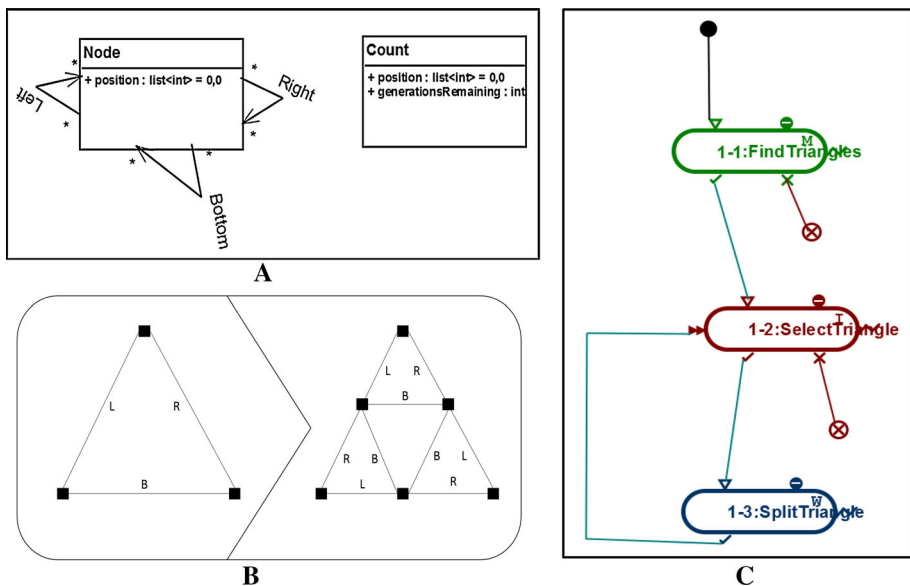 Node
+ position : list<int> = 0,0
*
*
*
*
*
*
Left
Right
Bottom
Count
+ position : list<int> = 0,0
+ generationsRemaining : int
A
L
R
B
L
R
B
R
B
L
B
L
R
B
M
1-1:FindTriangles
I
1-2:SelectTriangle
W
1-3:SplitTriangle
C